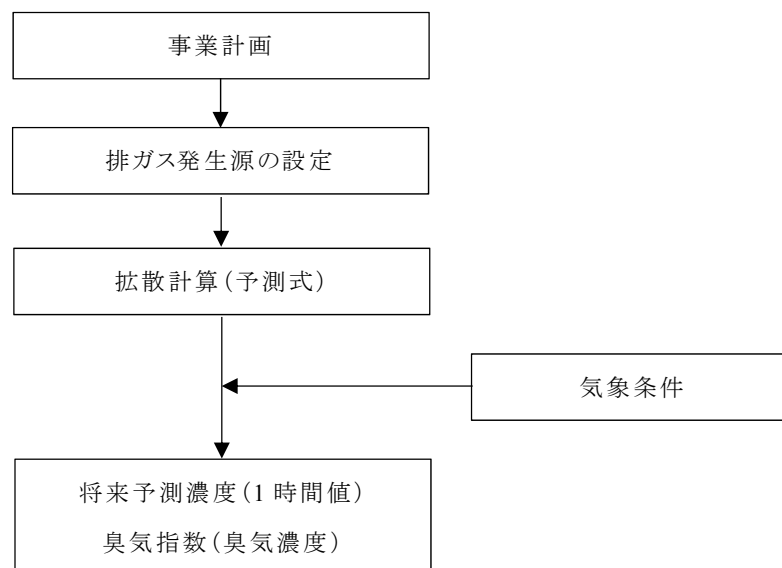 事業計画
排ガス発生源の設定
拡散計算(予測式)
気象条件
将来予測濃度(1時間値)
臭気指数(臭気濃度)